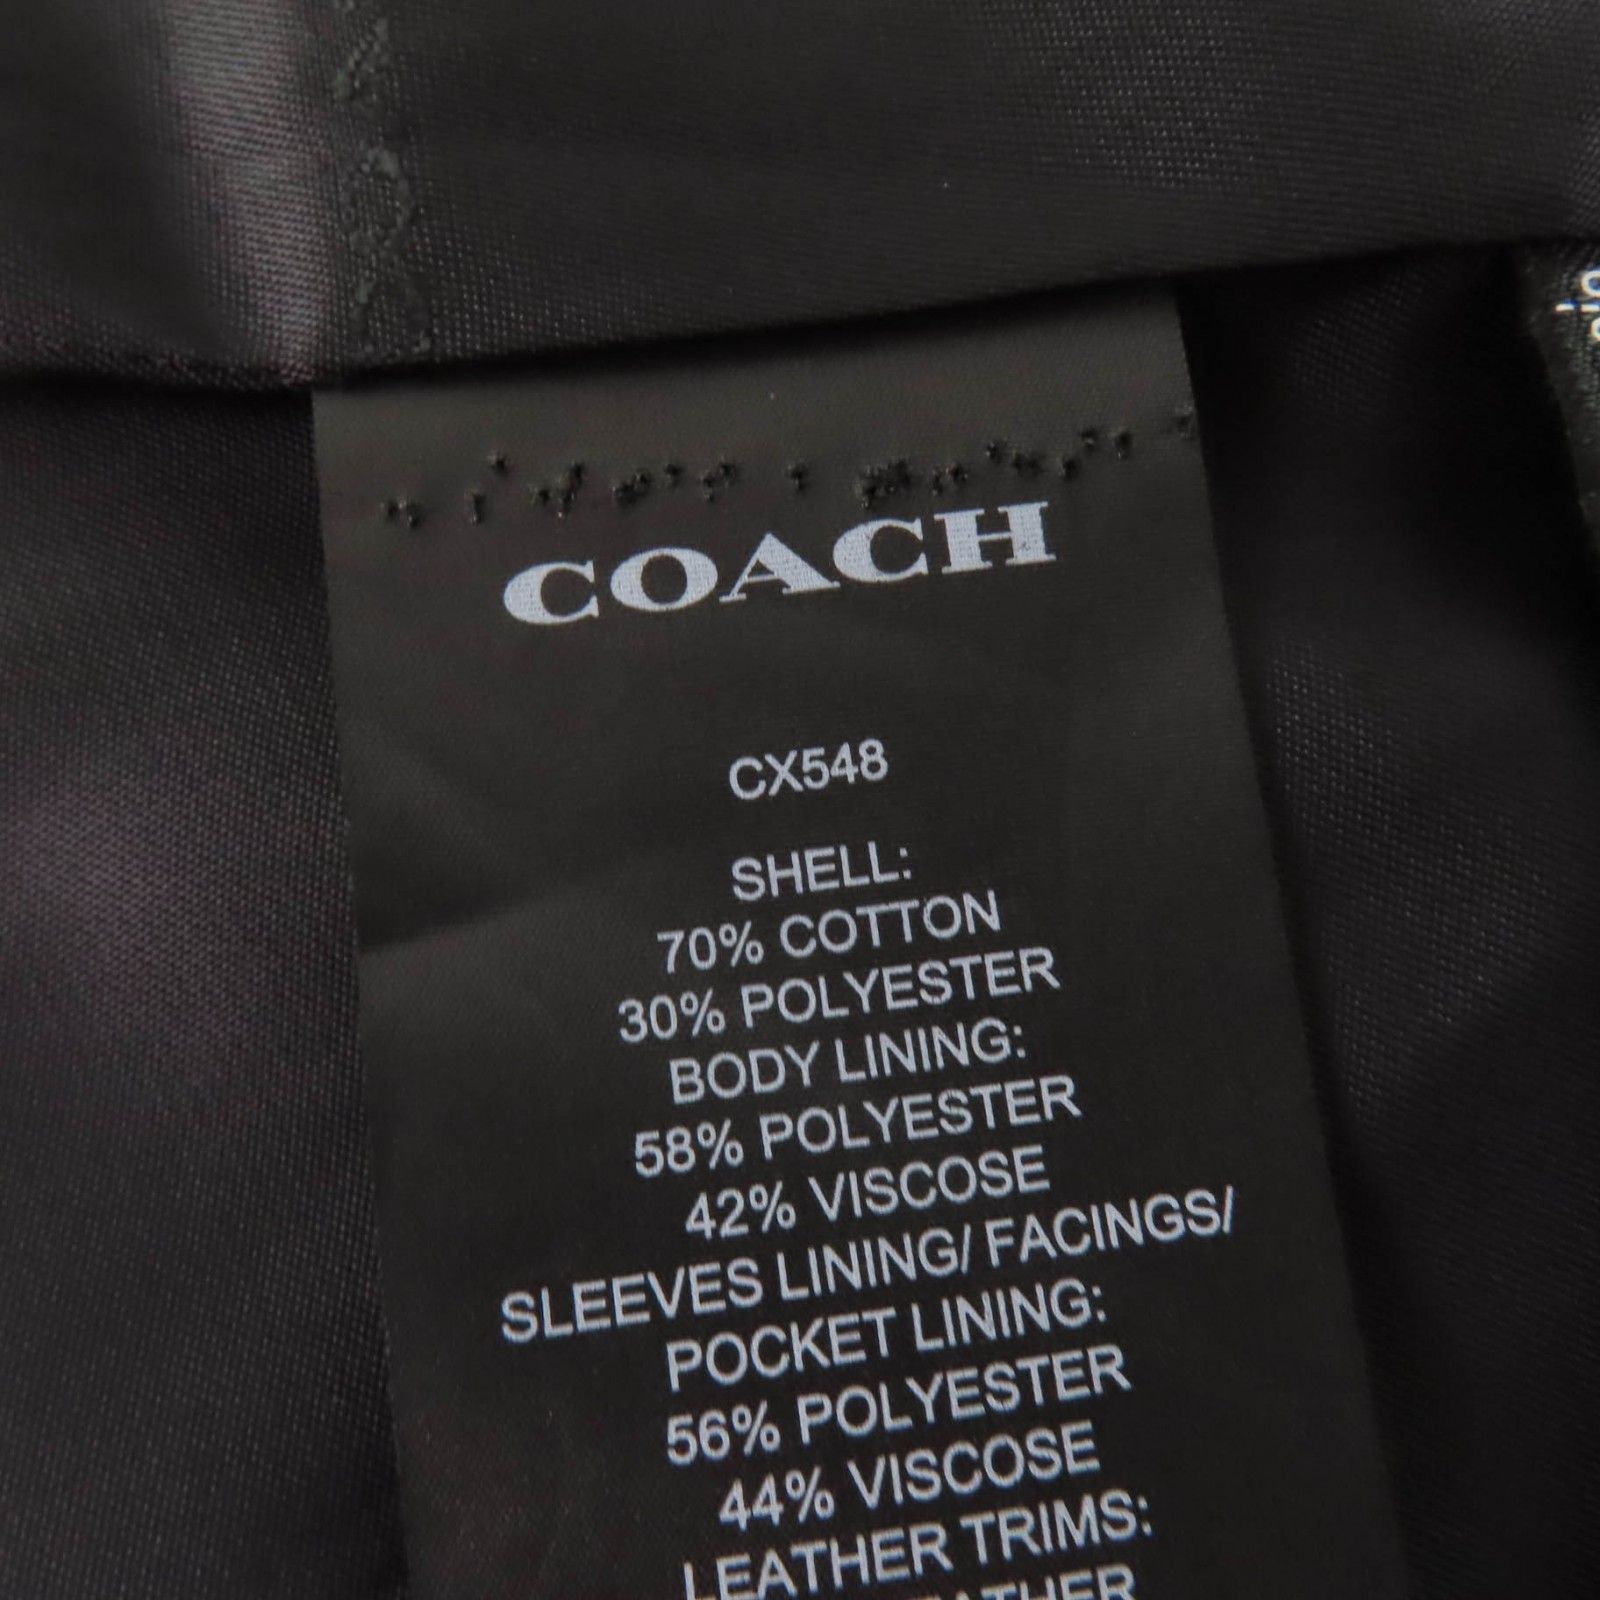 COACH
CX548
SHELL:
70% COTTON
30% POLYESTER
BODY LINING:
58% POLYESTER
42% VISCOSE
SLEEVES LINING/ FACINGS/
POCKET LINING:
56% POLYESTER
44% VISCOSE
LEATHER TRIMS: